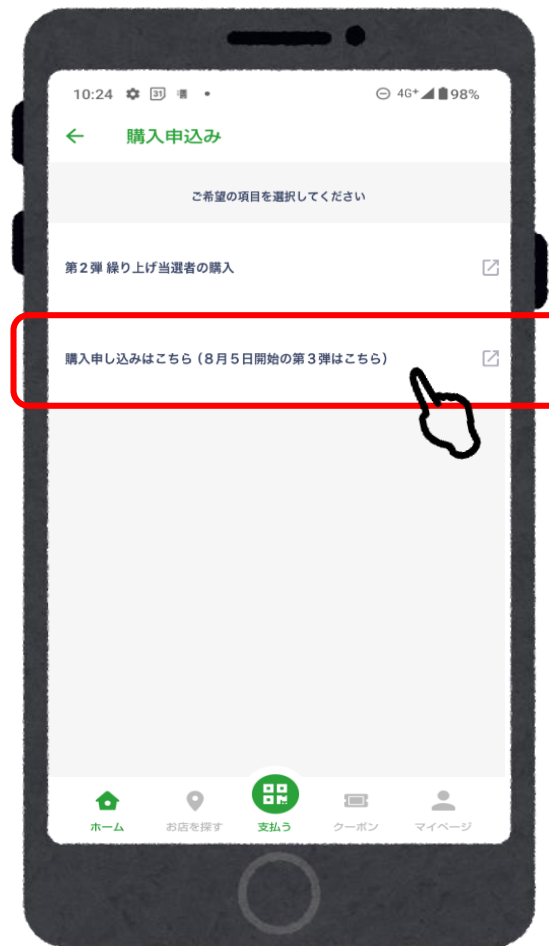 10:24 31 4G+ 98%
購入申込み
ご希望の項目を選択してください
第2弾 繰り上げ当選者の購入
購入申し込みはこちら(8月5日開始の第3弾はこちら)
ホーム お店を探す 支払う クーポン マイページ